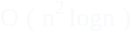 O ( n² logn )